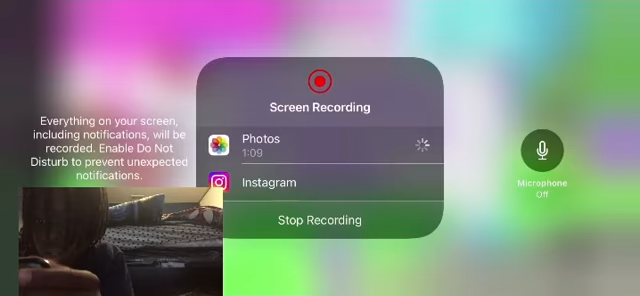 Everything on your screen,
including notifications, will be
recorded. Enable Do Not
Disturb to prevent unexpected
notifications.
Screen Recording
Photos
1:09
Instagram
Stop Recording
Microphone
Off